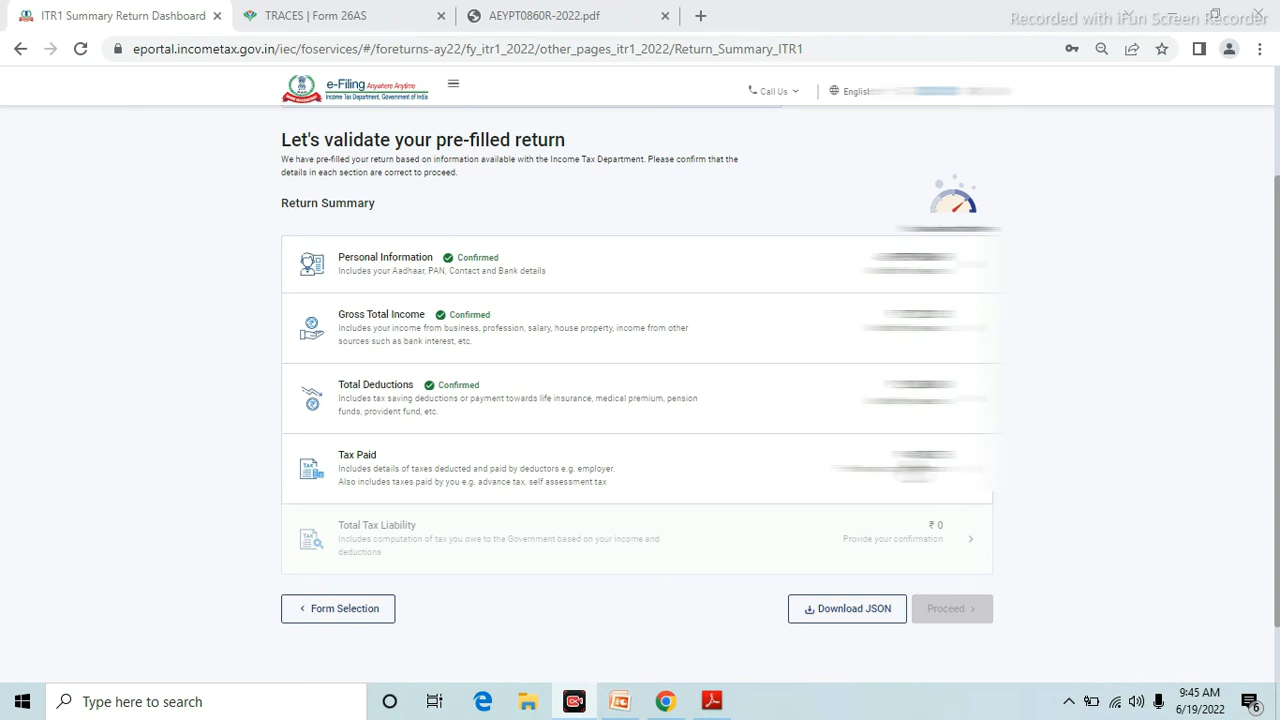 ITR1 Summary Return Dashboard
TRACES | Form 26AS
AEYPT0860R-2022.pdf
Recorded with iFun Screen Recorder
eportal.incometax.gov.in/iec/foservices/#/foreturns-ay22/fy_itr1_2022/other_pages_itr1_2022/Return_Summary_ITR1
e-Filing Anywhere Anytime
Income Tax Department, Government of India
Call Us
English
Let's validate your pre-filled return
We have pre-filled your return based on information available with the Income Tax Department. Please confirm that the
details in each section are correct to proceed.
Return Summary
Personal Information Confirmed
Includes your Aadhaar, PAN, Contact and Bank details
Gross Total Income Confirmed
Includes your income from business, profession, salary, house property, income from other
sources such as bank interest, etc.
Total Deductions Confirmed
Includes tax saving deductions or payment towards life insurance, medical premium, pension
funds, provident fund, etc.
Tax Paid
TAX
Includes details of taxes deducted and paid by deductors e.g. employer.
Also includes taxes paid by you e.g. advance tax, self assessment tax
Total Tax Liability
₹ 0
TAX
Includes computation of tax you owe to the Government based on your income and
deductions
Provide your confirmation
Form Selection
Download JSON
Proceed
Type here to search
9:45 AM
6/19/2022
6